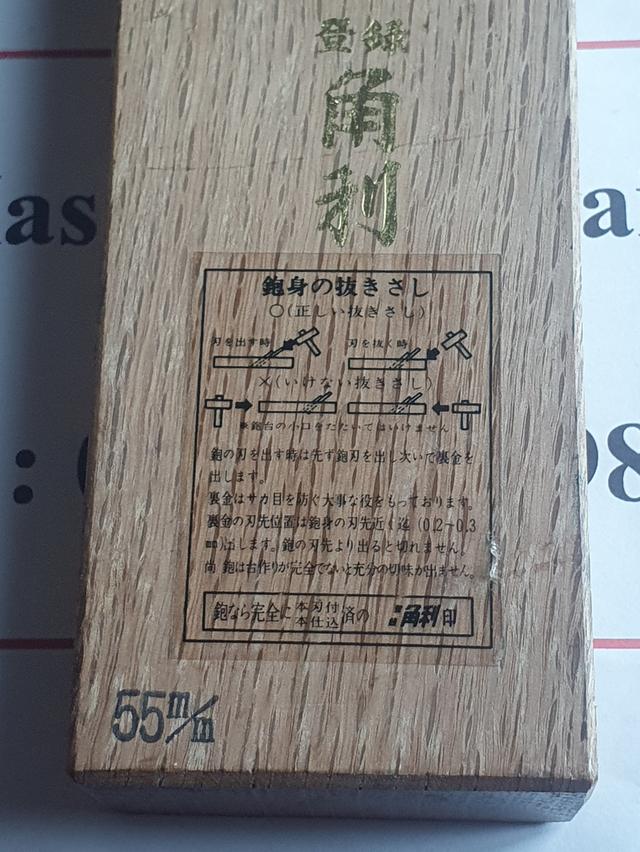 登録
角利
鉋身の抜きさし
○(正しい抜きさし)
刃を出す時 刃を抜く時
×(いけない抜きさし)
※鉋台の小口をたたいてはいけません
鉋の刃を出す時は先ず鉋刃を出し次いで裏金を
出します。
裏金はサカ目を防ぐ大事な役をもっております。
裏金の刃先位置は鉋身の刃先近く迄(0.2~0.3
㎜)出します。鉋の刃先より出ると切れません。
尚 鉋は台作りが完全でないと充分の切味が出ません。
鉋なら完全に本刃付本仕込済の 登録角利印
55m/m
as
a
:
98